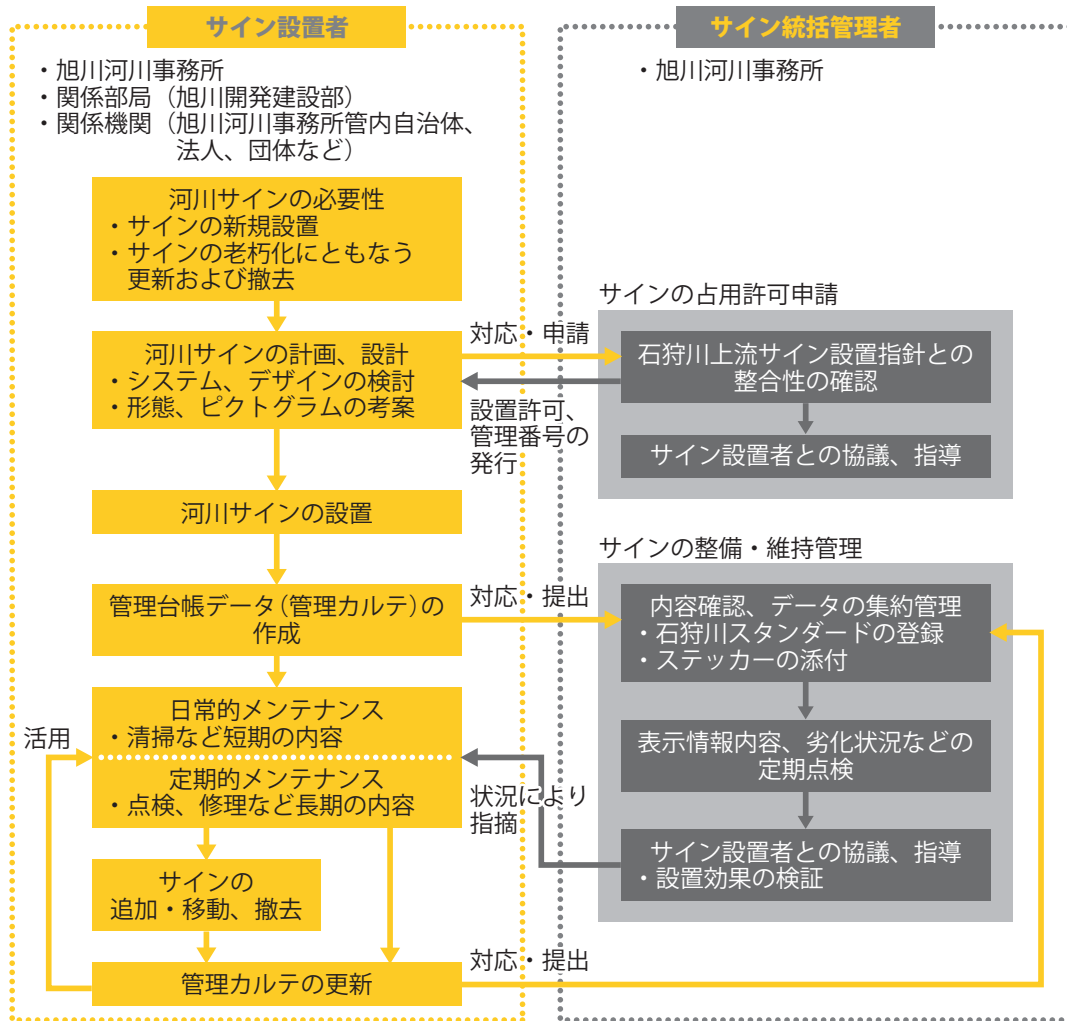 サイン設置者
・旭川河川事務所
・関係部局（旭川開発建設部）
・関係機関（旭川河川事務所管内自治体、
法人、団体など）
河川サインの必要性
・サインの新規設置
・サインの老朽化にともなう
更新および撤去
河川サインの計画、設計
・システム、デザインの検討
・形態、ピクトグラムの考案
対応・申請
設置許可、
管理番号の
発行
河川サインの設置
管理台帳データ（管理カルテ）の
作成
対応・提出
日常的メンテナンス
・清掃など短期の内容
定期的メンテナンス
・点検、修理など長期の内容
活用
状況により
指摘
サインの
追加・移動、撤去
管理カルテの更新
対応・提出
サイン統括管理者
・旭川河川事務所
サインの占用許可申請
石狩川上流サイン設置指針との
整合性の確認
サイン設置者との協議、指導
サインの整備・維持管理
内容確認、データの集約管理
・石狩川スタンダードの登録
・ステッカーの添付
表示情報内容、劣化状況などの
定期点検
サイン設置者との協議、指導
・設置効果の検証